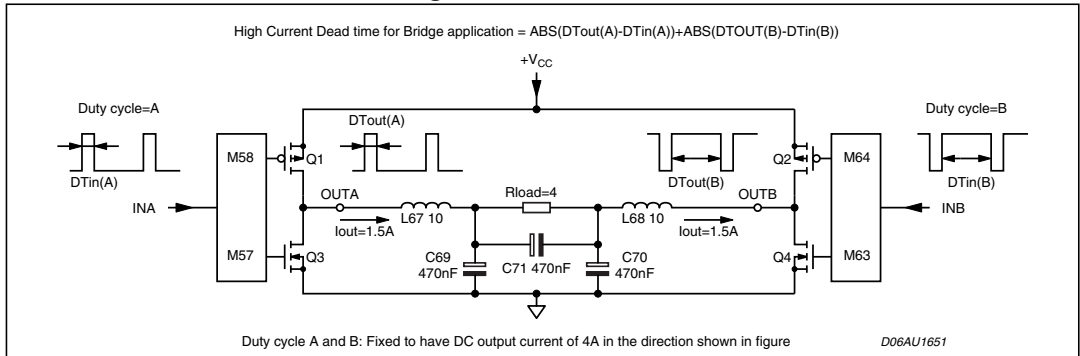 High Current Dead time for Bridge application = ABS(DTout(A)-DTin(A))+ABS(DTOUT(B)-DTin(B))
+VCC
Duty cycle=A
DTout(A)
Duty cycle=B
M58
Q1
Q2
M64
DTin(A)
DTout(B)
DTin(B)
INA
OUTA
Rload=4
OUTB
INB
L67 10
L68 10
Iout=1.5A
Iout=1.5A
M57
Q3
C69
470nF
C71 470nF
C70
470nF
Q4
M63
Duty cycle A and B: Fixed to have DC output current of 4A in the direction shown in figure
D06AU1651